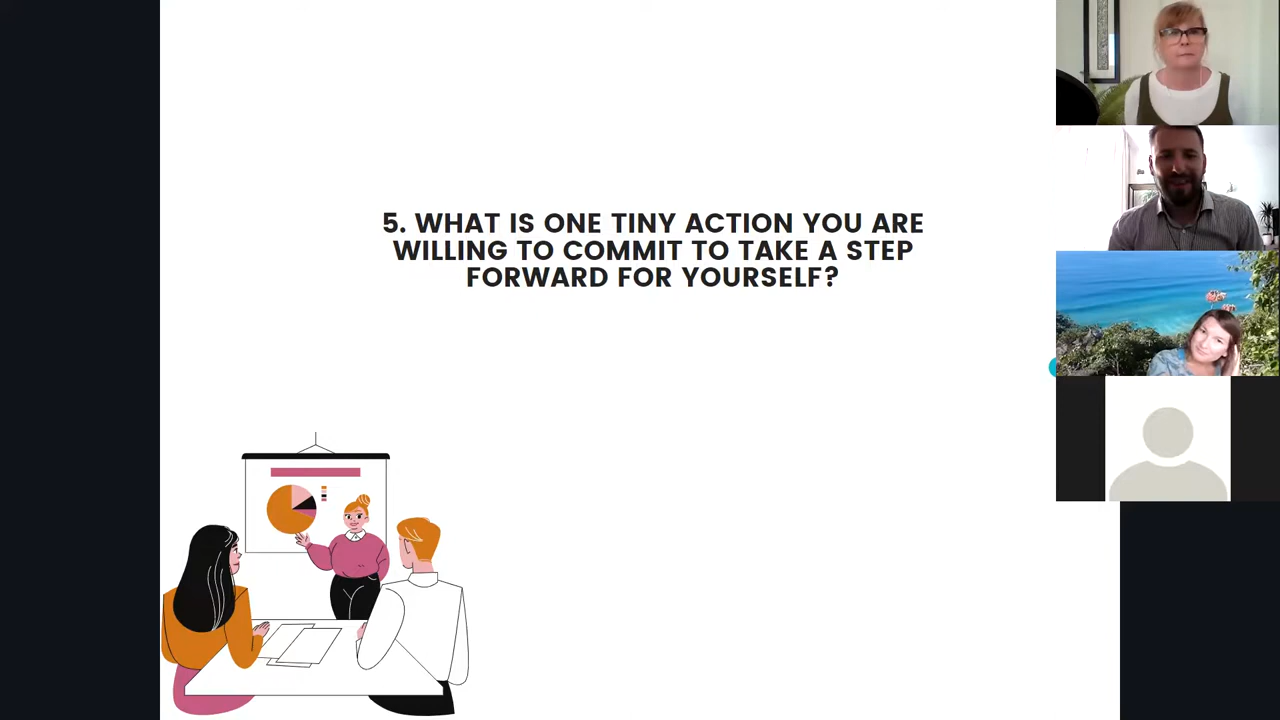 5. WHAT IS ONE TINY ACTION YOU ARE
WILLING TO COMMIT TO TAKE A STEP
FORWARD FOR YOURSELF?